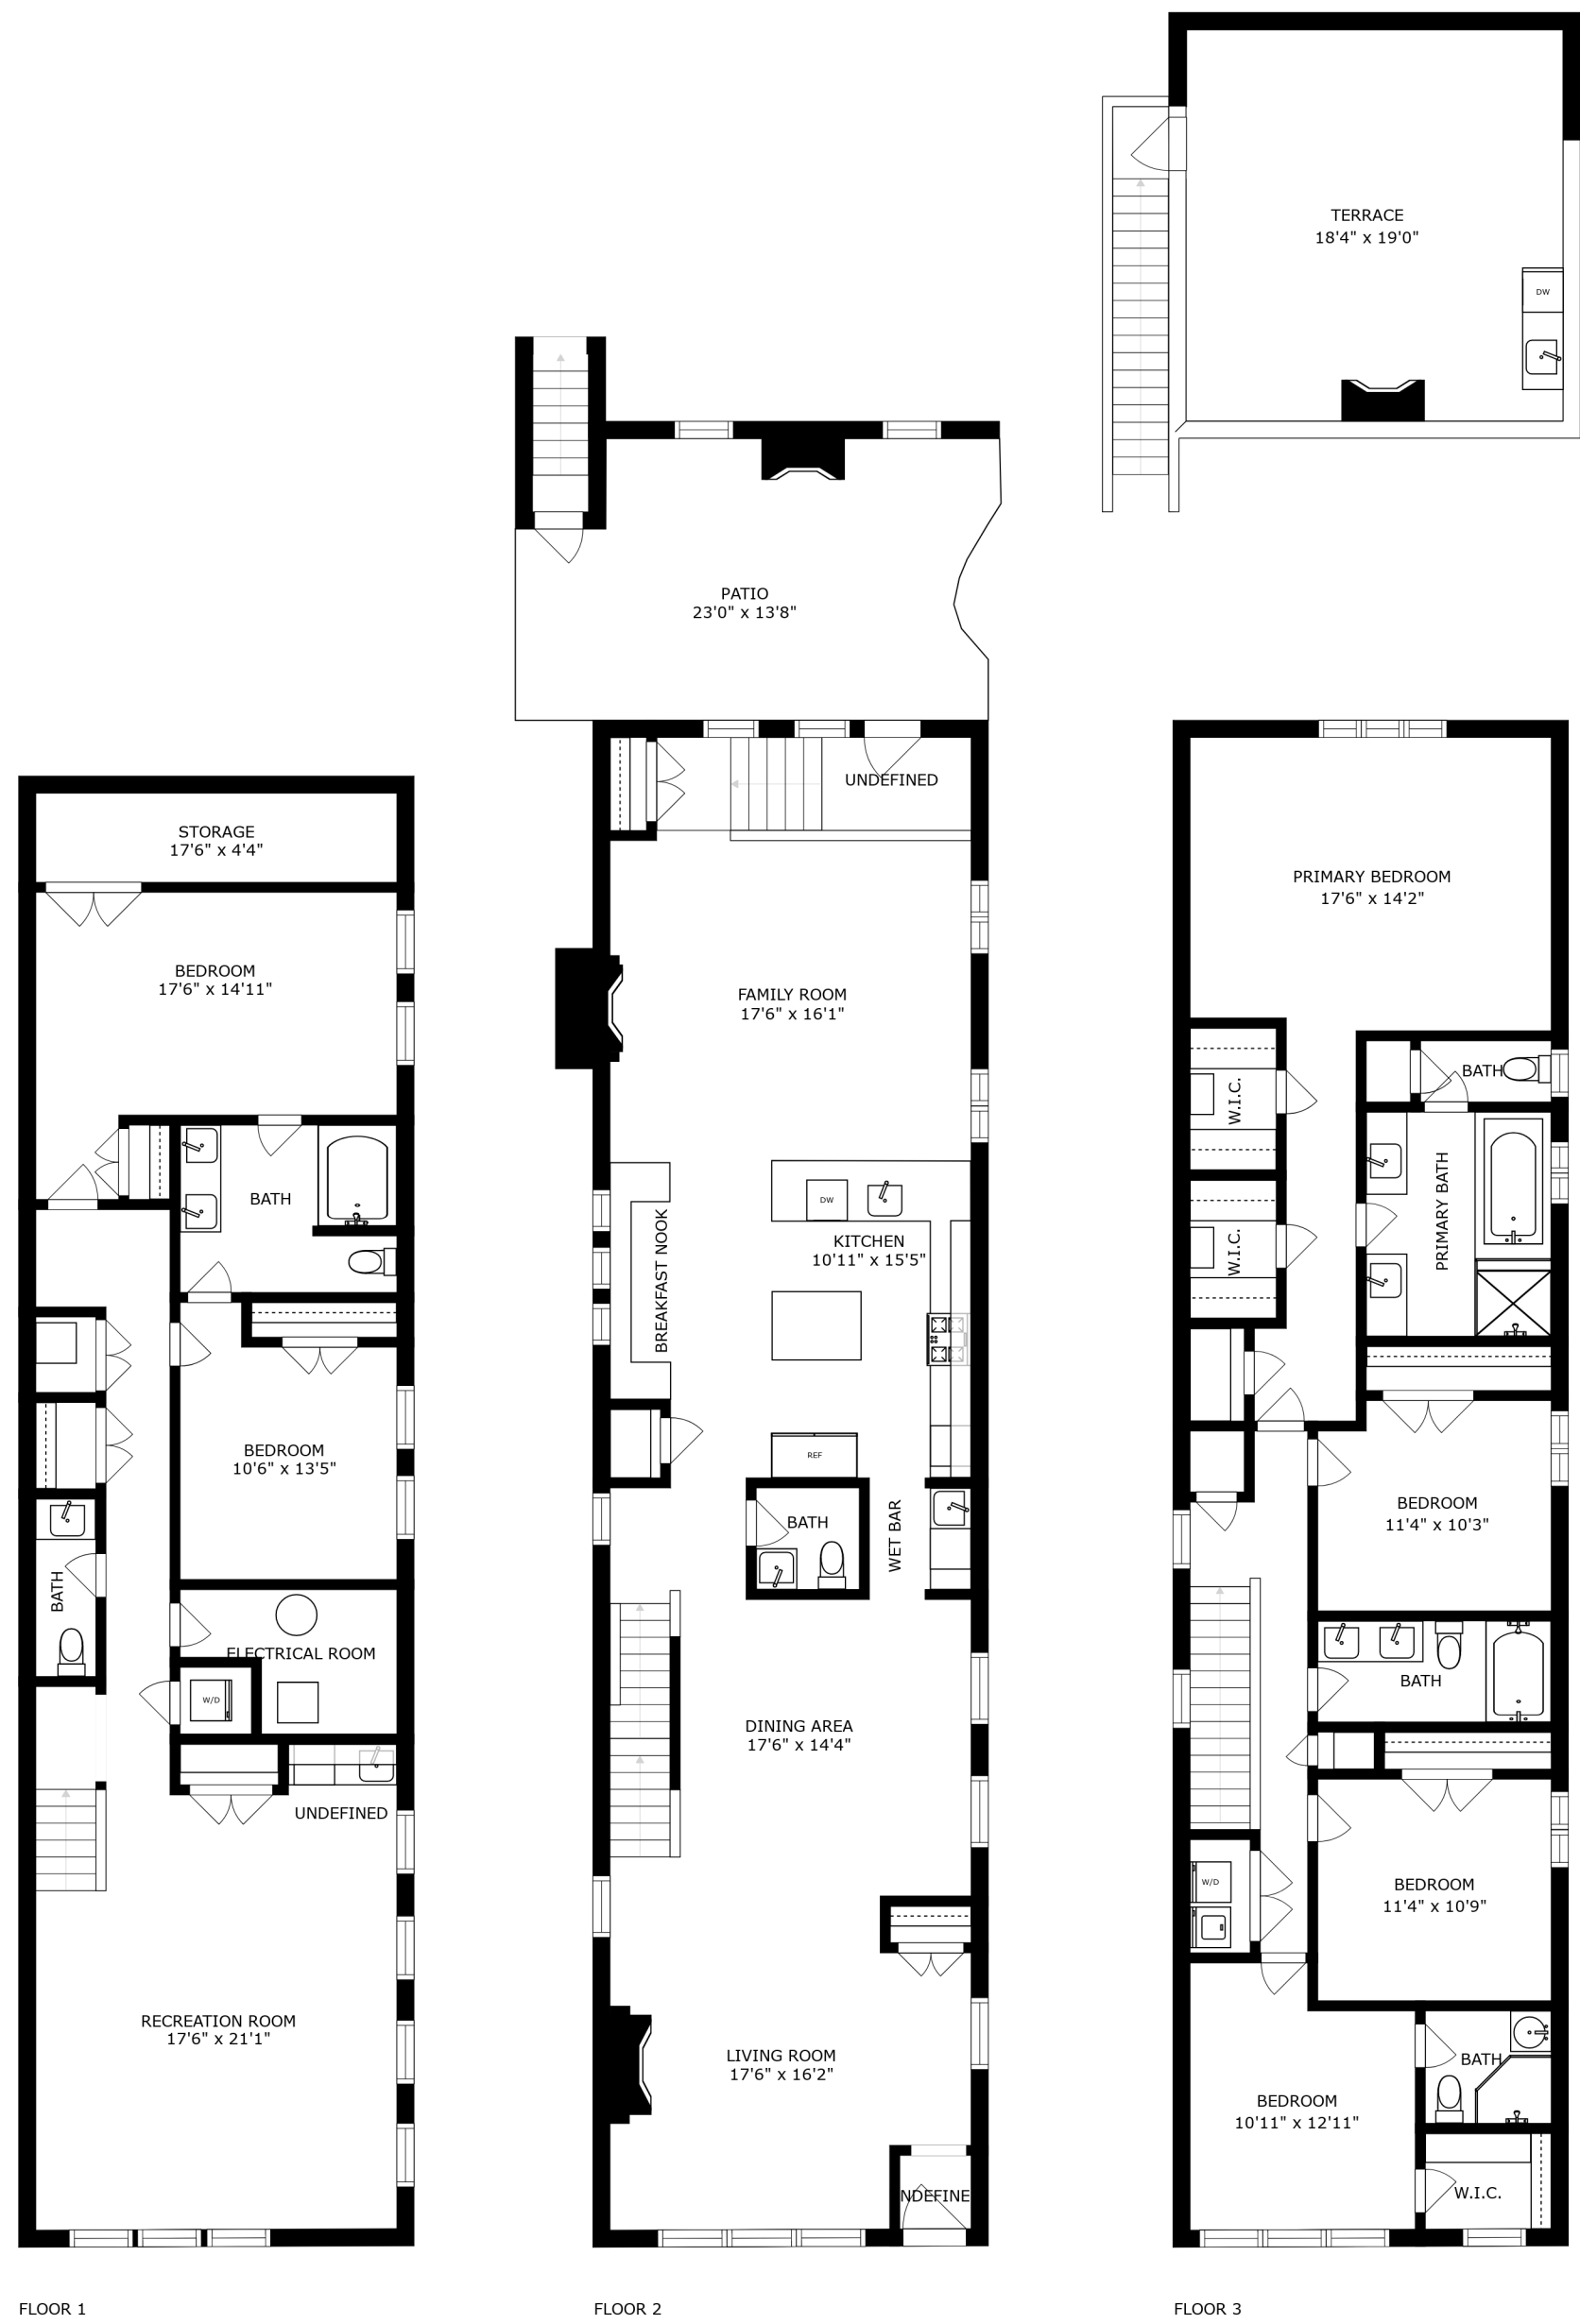 TERRACE
18'4" x 19'0"
DW
PATIO
23'0" x 13'8"
STORAGE
17'6" x 4'4"
BEDROOM
17'6" x 14'11"
BATH
BEDROOM
10'6" x 13'5"
BATH
ELECTRICAL ROOM
W/D
UNDEFINED
RECREATION ROOM
17'6" x 21'1"
FLOOR 1
UNDEFINED
FAMILY ROOM
17'6" x 16'1"
BREAKFAST NOOK
DW
KITCHEN
10'11" x 15'5"
REF
BATH
WET BAR
DINING AREA
17'6" x 14'4"
LIVING ROOM
17'6" x 16'2"
NDEFINE
FLOOR 2
PRIMARY BEDROOM
17'6" x 14'2"
W.I.C.
BATH
PRIMARY BATH
W.I.C.
BEDROOM
11'4" x 10'3"
BATH
W/D
BEDROOM
11'4" x 10'9"
BATH
BEDROOM
10'11" x 12'11"
W.I.C.
FLOOR 3